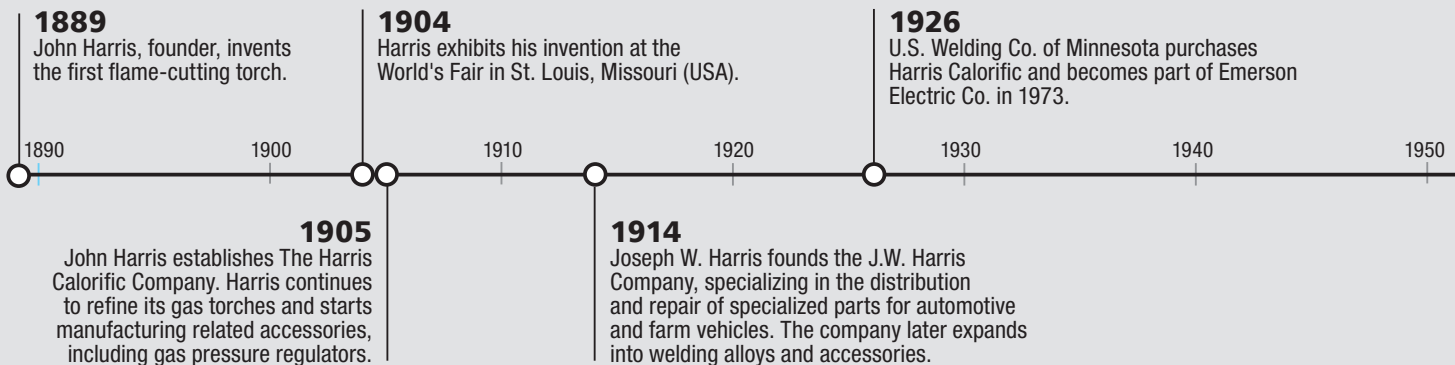 1889
John Harris, founder, invents
the first flame-cutting torch.
1904
Harris exhibits his invention at the
World's Fair in St. Louis, Missouri (USA).
1926
U.S. Welding Co. of Minnesota purchases
Harris Calorific and becomes part of Emerson
Electric Co. in 1973.
1890
1900
1910
1920
1930
1940
1950
1905
John Harris establishes The Harris
Calorific Company. Harris continues
to refine its gas torches and starts
manufacturing related accessories,
including gas pressure regulators.
1914
Joseph W. Harris founds the J.W. Harris
Company, specializing in the distribution
and repair of specialized parts for automotive
and farm vehicles. The company later expands
into welding alloys and accessories.